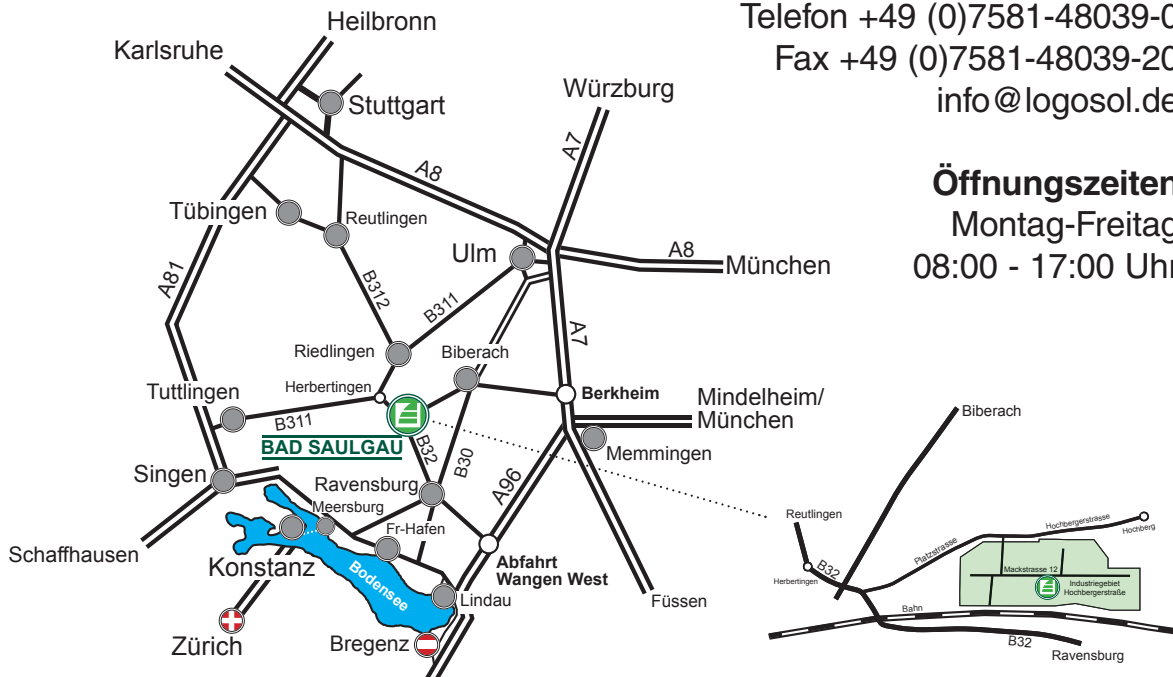 Telefon +49 (0)7581-48039-0
Fax +49 (0)7581-48039-20
info@logosol.de
Öffnungszeiten
Montag-Freitag
08:00 - 17:00 Uhr
Heilbronn
Karlsruhe
Stuttgart
Würzburg
A7
A8
Tübingen
Reutlingen
Ulm
A8
München
A81
B312
B311
A7
Riedlingen
Biberach
Herbertingen
Tuttlingen
Berkheim
Mindelheim/
München
B311
BAD SAULGAU
B32
B30
Memmingen
Singen
Ravensburg
A96
Meersburg
Fr-Hafen
Schaffhausen
Konstanz
Bodensee
Abfahrt
Wangen West
Lindau
Füssen
Zürich
Bregenz
Biberach
Reutlingen
Hochbergerstrasse
Hochberg
Platzstrasse
B32
Herbertingen
Mackstrasse 12
Industriegebiet
Hochbergerstraße
Bahn
B32
Ravensburg